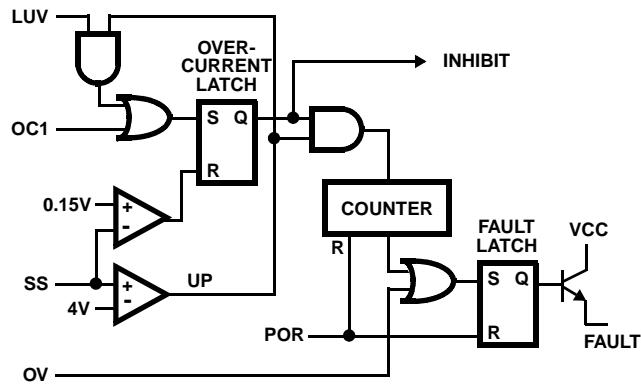 LUV
OVER-
CURRENT
LATCH
INHIBIT
S Q
OC1
R
0.15V
+
-
COUNTER
R
FAULT
LATCH
VCC
SS
+
-
UP
4V
S Q
POR
R
FAULT
OV